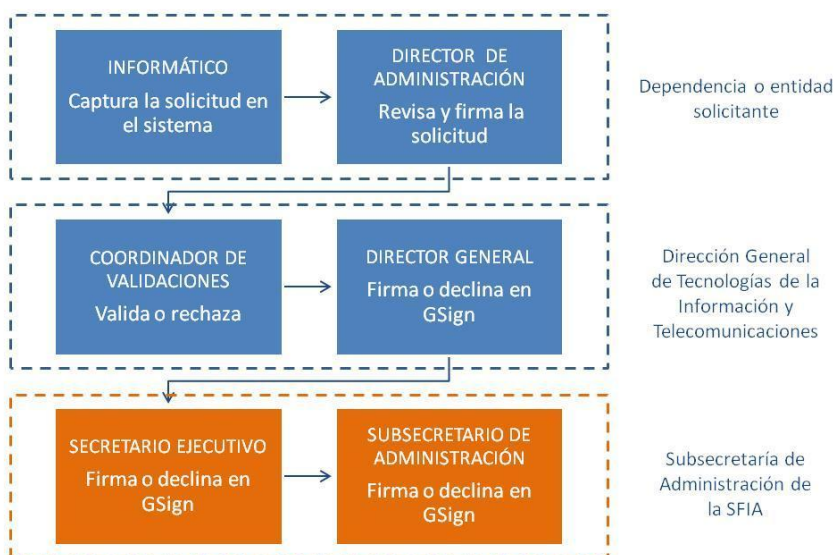 INFORMÁTICO
Captura la solicitud en
el sistema
DIRECTOR DE
ADMINISTRACIÓN
Revisa y firma la
solicitud
Dependencia o entidad
solicitante
COORDINADOR DE
VALIDACIONES
Valida o rechaza
DIRECTOR GENERAL
Firma o declina en
GSign
Dirección General
de Tecnologías de la
Información y
Telecomunicaciones
SECRETARIO EJECUTIVO
Firma o declina en
GSign
SUBSECRETARIO DE
ADMINISTRACIÓN
Firma o declina en
GSign
Subsecretaría de
Administración de
la SFIA